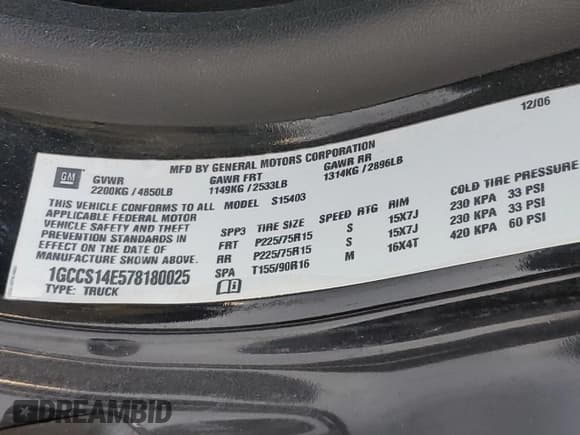 12/06
GM
MFD BY GENERAL MOTORS CORPORATION
GVWR GAWR FRT GAWR RR
2200KG / 4850LB 1149KG / 2533LB 1314KG / 2896LB
THIS VEHICLE CONFORMS TO ALL MODEL S15403
APPLICABLE FEDERAL MOTOR
VEHICLE SAFETY AND THEFT
PREVENTION STANDARDS IN
EFFECT ON THE DATE OF
MANUFACTURE SHOWN ABOVE.
1GCCS14E578180025
TYPE: TRUCK
SPP3 TIRE SIZE SPEED RTG RIM COLD TIRE PRESSURE
FRT P225/75R15 S 15X7J 230 KPA 33 PSI
RR P225/75R15 S 15X7J 230 KPA 33 PSI
SPA T155/90R16 M 16X4T 420 KPA 60 PSI
DREAMBID